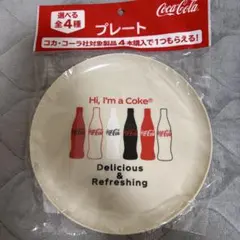 選べる
全4種
プレート
Coca-Cola
コカ・コーラ社対象製品4本購入で1つもらえる!
Hi, I'm a Coke®
Delicious &
Refreshing